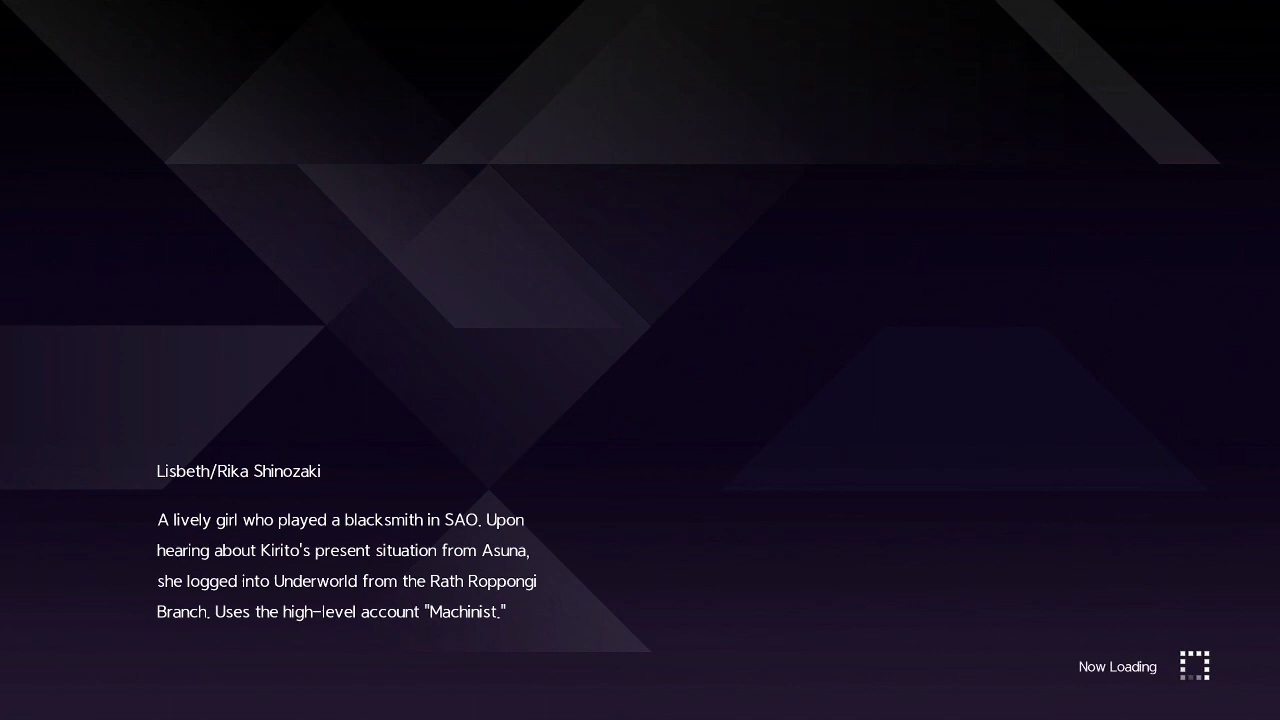 Lisbeth/Rika Shinozaki
A lively girl who played a blacksmith in SAO. Upon
hearing about Kirito's present situation from Asuna,
she logged into Underworld from the Rath Roppongi
Branch. Uses the high-level account "Machinist."
Now Loading